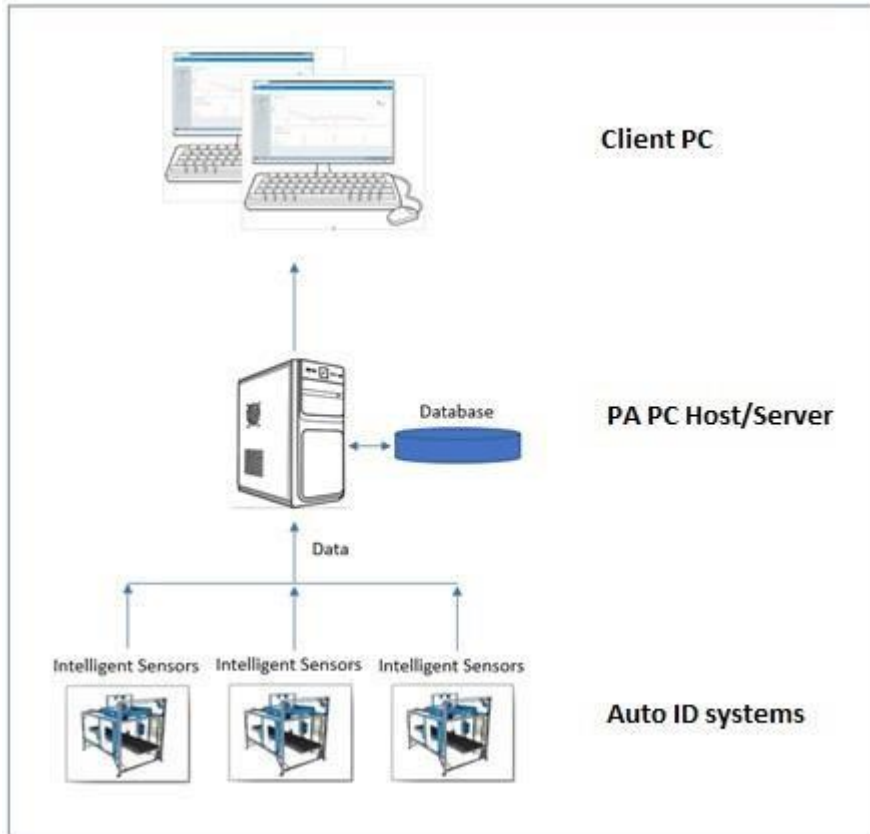 Client PC
Database
PA PC Host/Server
Data
Intelligent Sensors
Intelligent Sensors
Intelligent Sensors
Auto ID systems